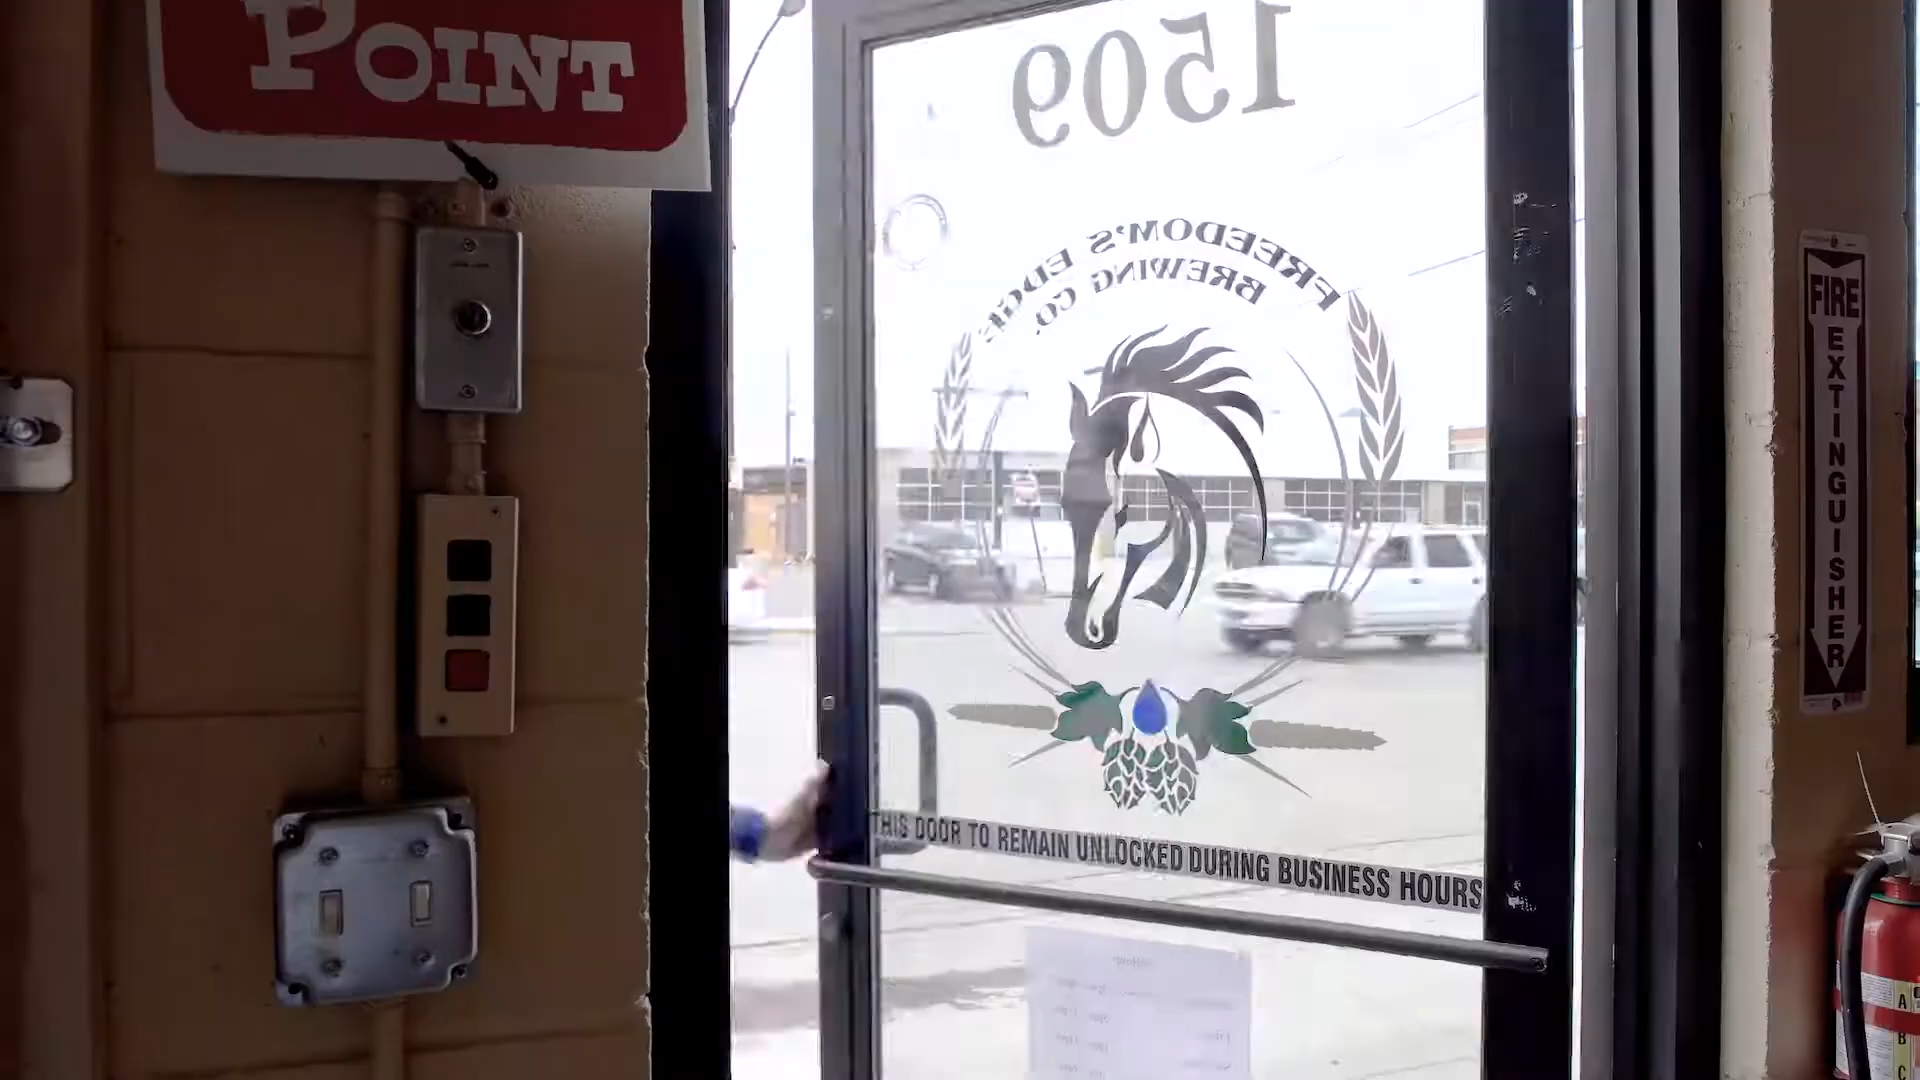 POINT
1509
FREEDOM'S EDGE
BREWING CO.
THIS DOOR TO REMAIN UNLOCKED DURING BUSINESS HOURS
FIRE
EXTINGUISHER
A
B
C